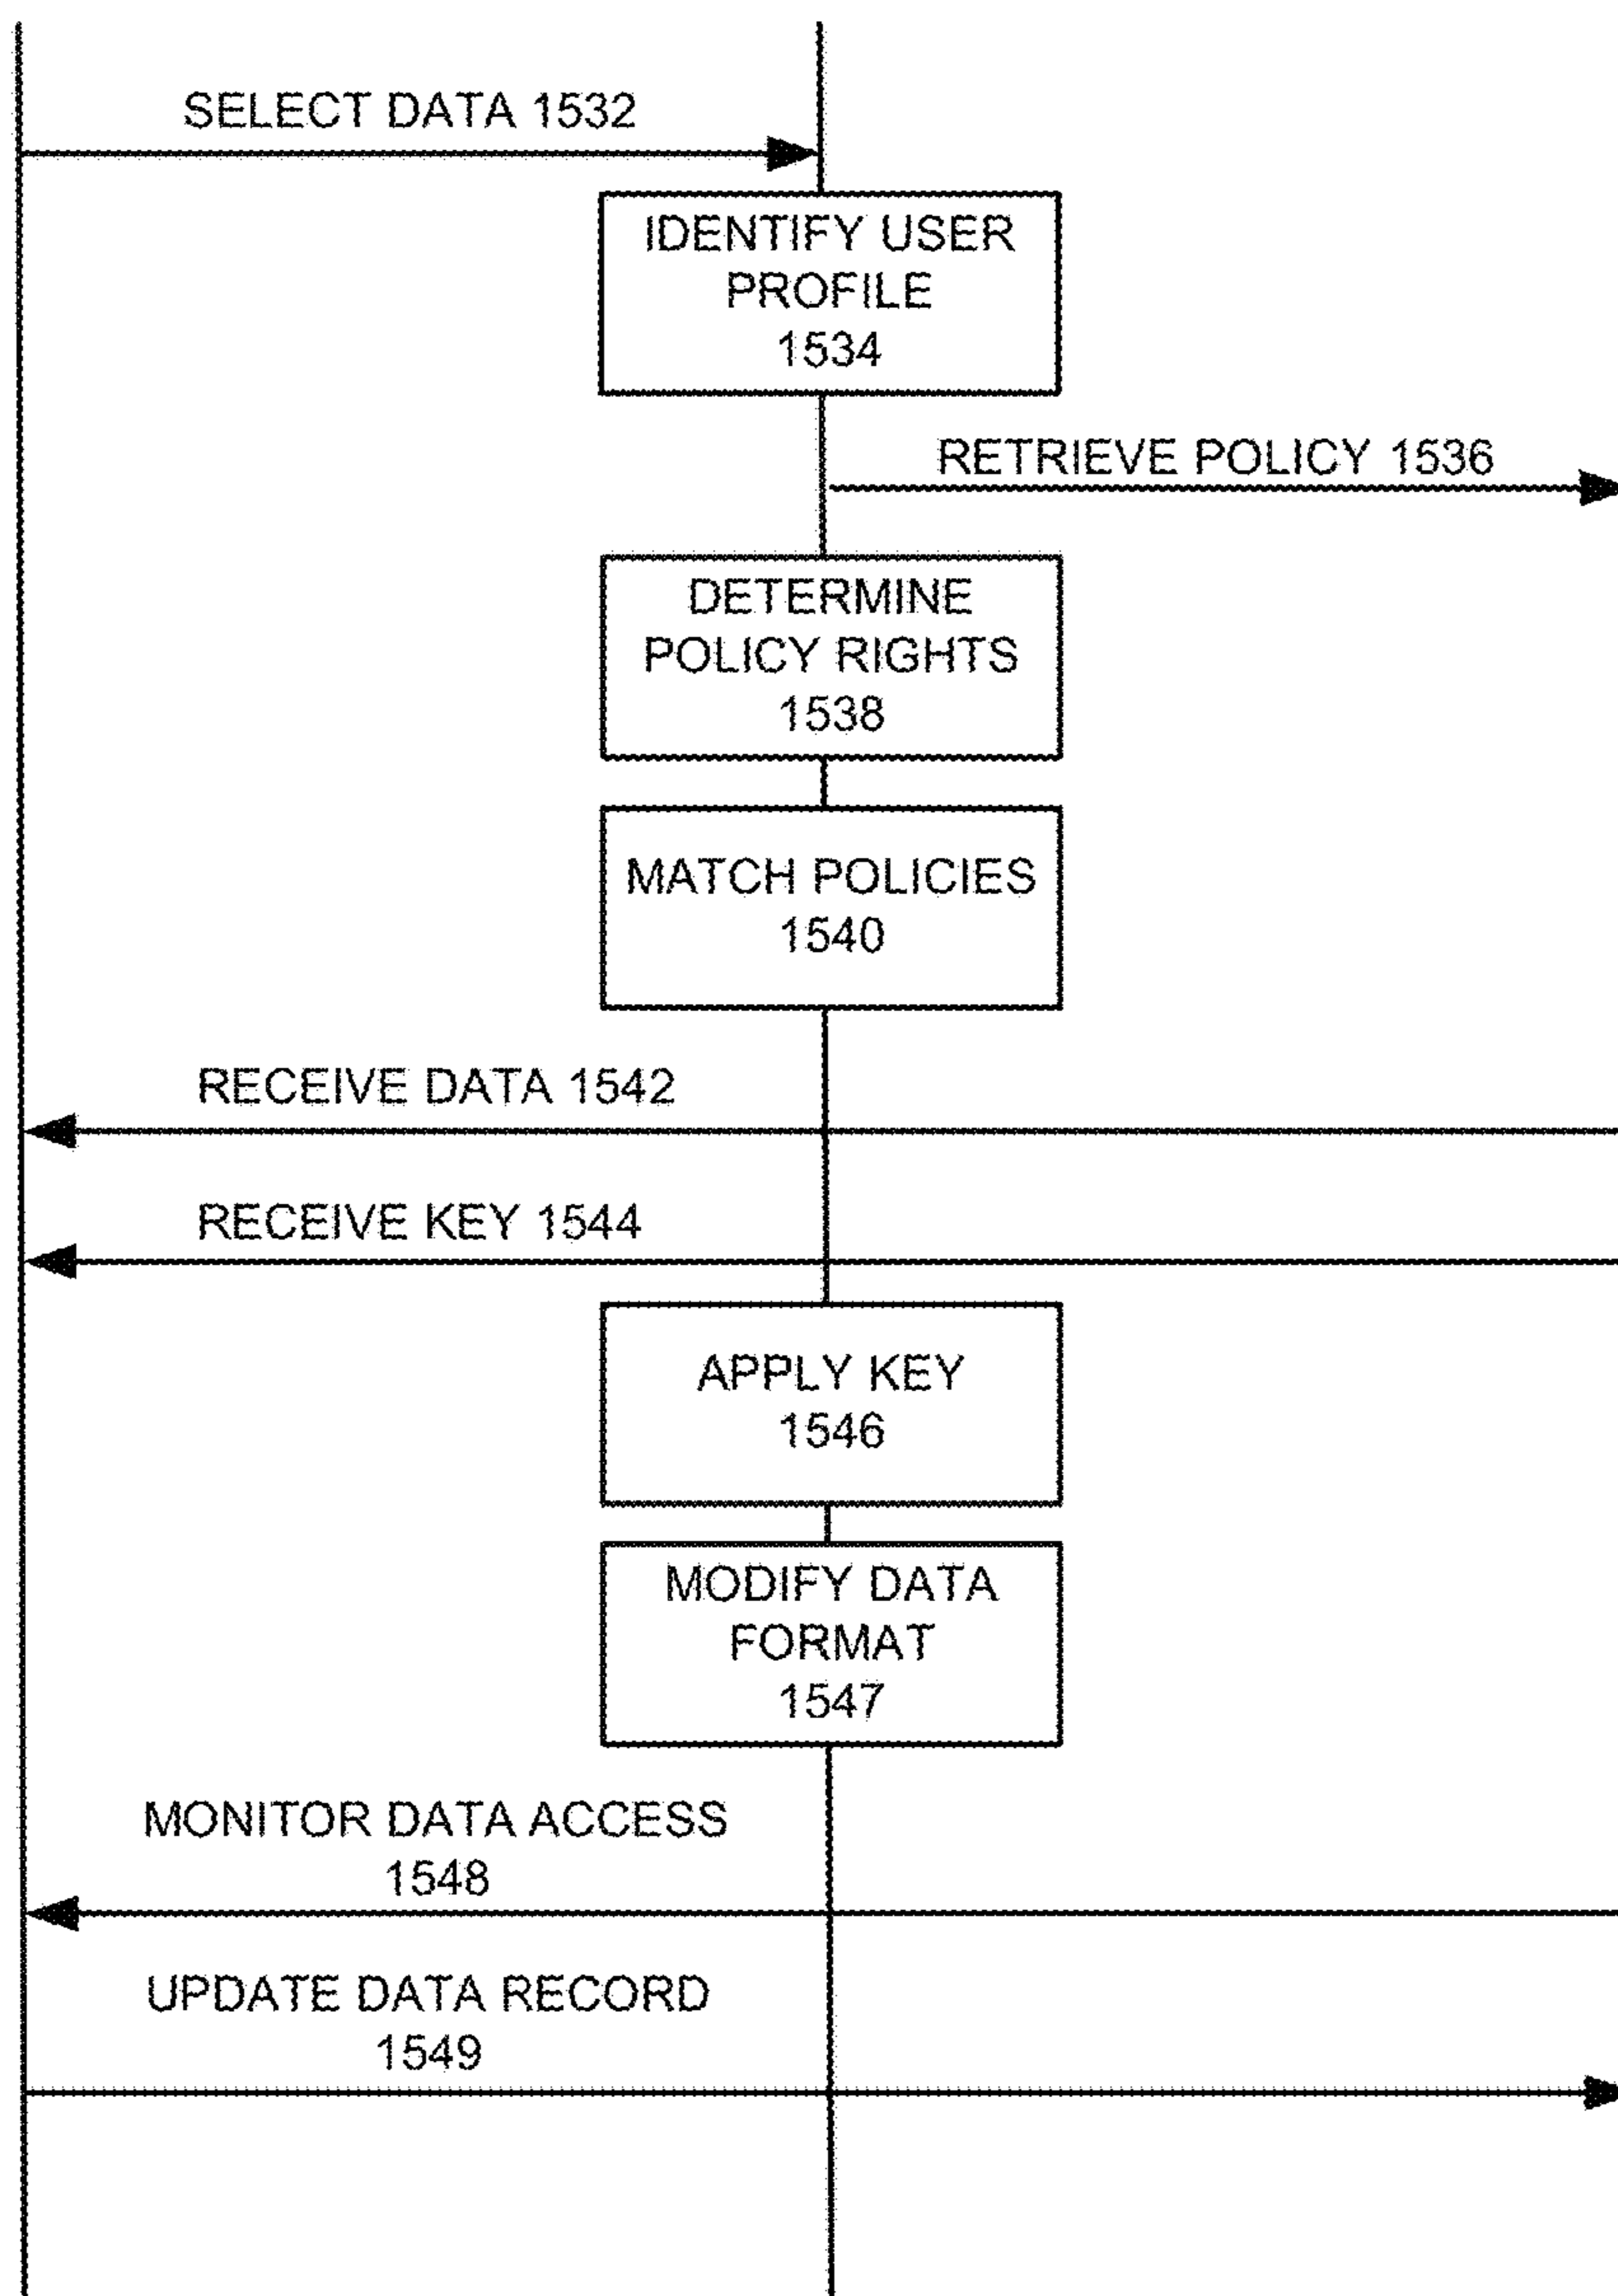 SELECT DATA 1532
IDENTIFY USER
PROFILE
1534
RETRIEVE POLICY 1536
DETERMINE
POLICY RIGHTS
1538
MATCH POLICIES
1540
RECEIVE DATA 1542
RECEIVE KEY 1544
APPLY KEY
1546
MODIFY DATA
FORMAT
1547
MONITOR DATA ACCESS
1548
UPDATE DATA RECORD
1549